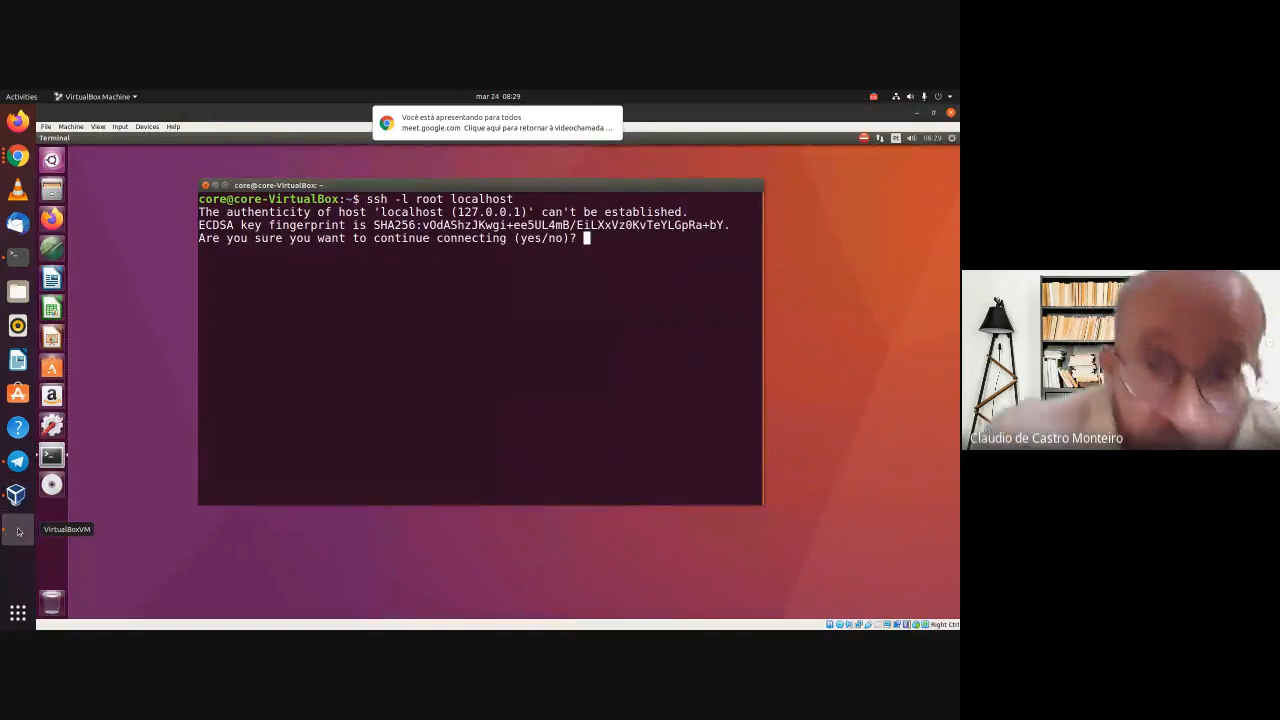 Activities
VirtualBox Machine
mar 24 08:29
Você está apresentando para todos
meet.google.com Clique aqui para retornar à videochamada ...
File Machine View Input Devices Help
Terminal
Pt
08:29
core@core-VirtualBox: ~
core@core-VirtualBox:~$ ssh -l root localhost
The authenticity of host 'localhost (127.0.0.1)' can't be established.
ECDSA key fingerprint is SHA256:vOdAShzJKwgi+ee5UL4mB/EiLXxVz0KvTeYLGpRa+bY.
Are you sure you want to continue connecting (yes/no)?
VirtualBoxVM
Right Ctrl
Claudio de Castro Monteiro